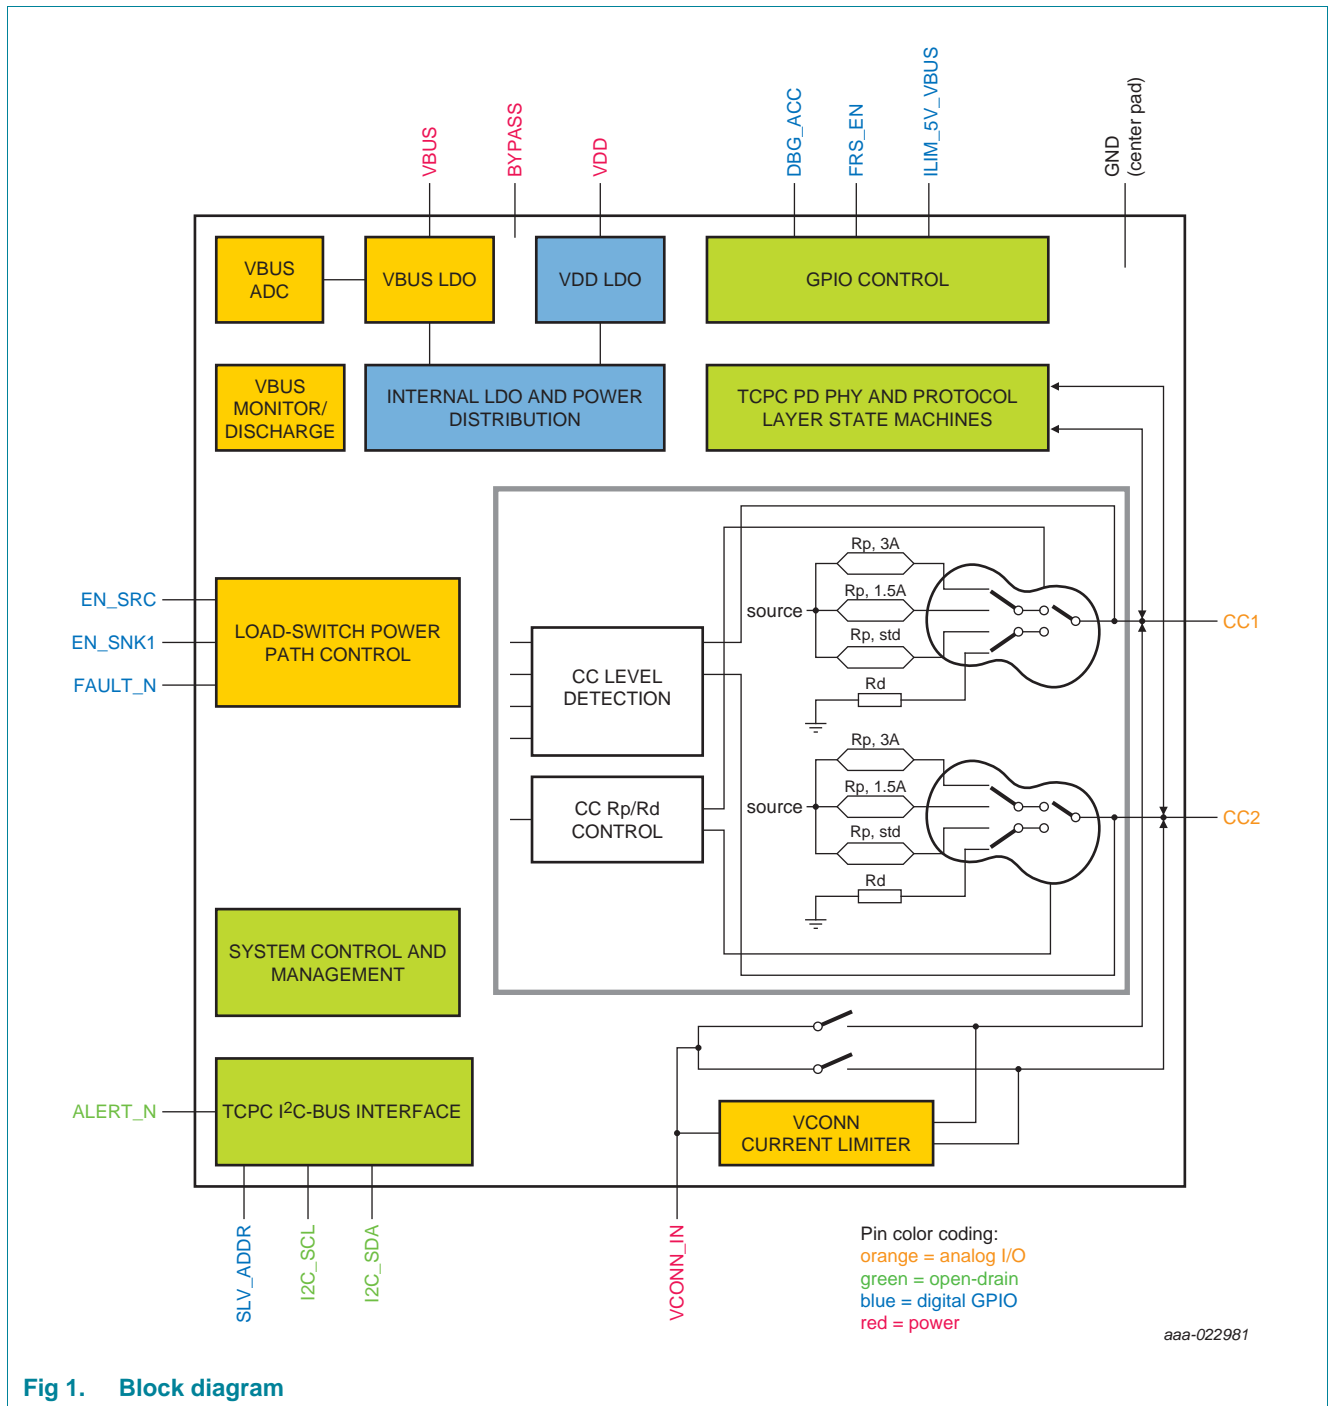 VBUS
BYPASS
VDD
DBG_ACC
FRS_EN
ILIM_5V_VBUS
GND
(center pad)
VBUS
ADC
VBUS LDO
VDD LDO
GPIO CONTROL
VBUS
MONITOR/
DISCHARGE
INTERNAL LDO AND POWER
DISTRIBUTION
TCPC PD PHY AND PROTOCOL
LAYER STATE MACHINES
EN_SRC
EN_SNK1
FAULT_N
LOAD-SWITCH POWER
PATH CONTROL
CC LEVEL
DETECTION
CC Rp/Rd
CONTROL
source
Rp, 3A
Rp, 1.5A
Rp, std
Rd
CC1
source
Rp, 3A
Rp, 1.5A
Rp, std
Rd
CC2
SYSTEM CONTROL AND
MANAGEMENT
ALERT_N
TCPC I2C-BUS INTERFACE
VCONN
CURRENT LIMITER
SLV_ADDR
I2C_SCL
I2C_SDA
VCONN_IN
Pin color coding:
orange = analog I/O
green = open-drain
blue = digital GPIO
red = power
aaa-022981
Fig 1. Block diagram